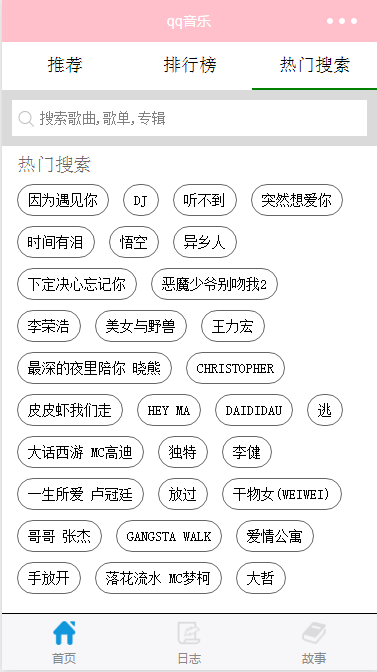 qq音乐
推荐 排行榜 热门搜索
搜索歌曲,歌单,专辑
热门搜索
因为遇见你 DJ 听不到 突然想爱你
时间有泪 悟空 异乡人
下定决心忘记你 恶魔少爷别吻我2
李荣浩 美女与野兽 王力宏
最深的夜里陪你 晓熊 CHRISTOPHER
皮皮虾我们走 HEY MA DAIDIDAU 逃
大话西游 MC高迪 独特 李健
一生所爱 卢冠廷 放过 干物女(WEIWEI)
哥哥 张杰 GANGSTA WALK 爱情公寓
手放开 落花流水 MC梦柯 大哲
首页 日志 故事